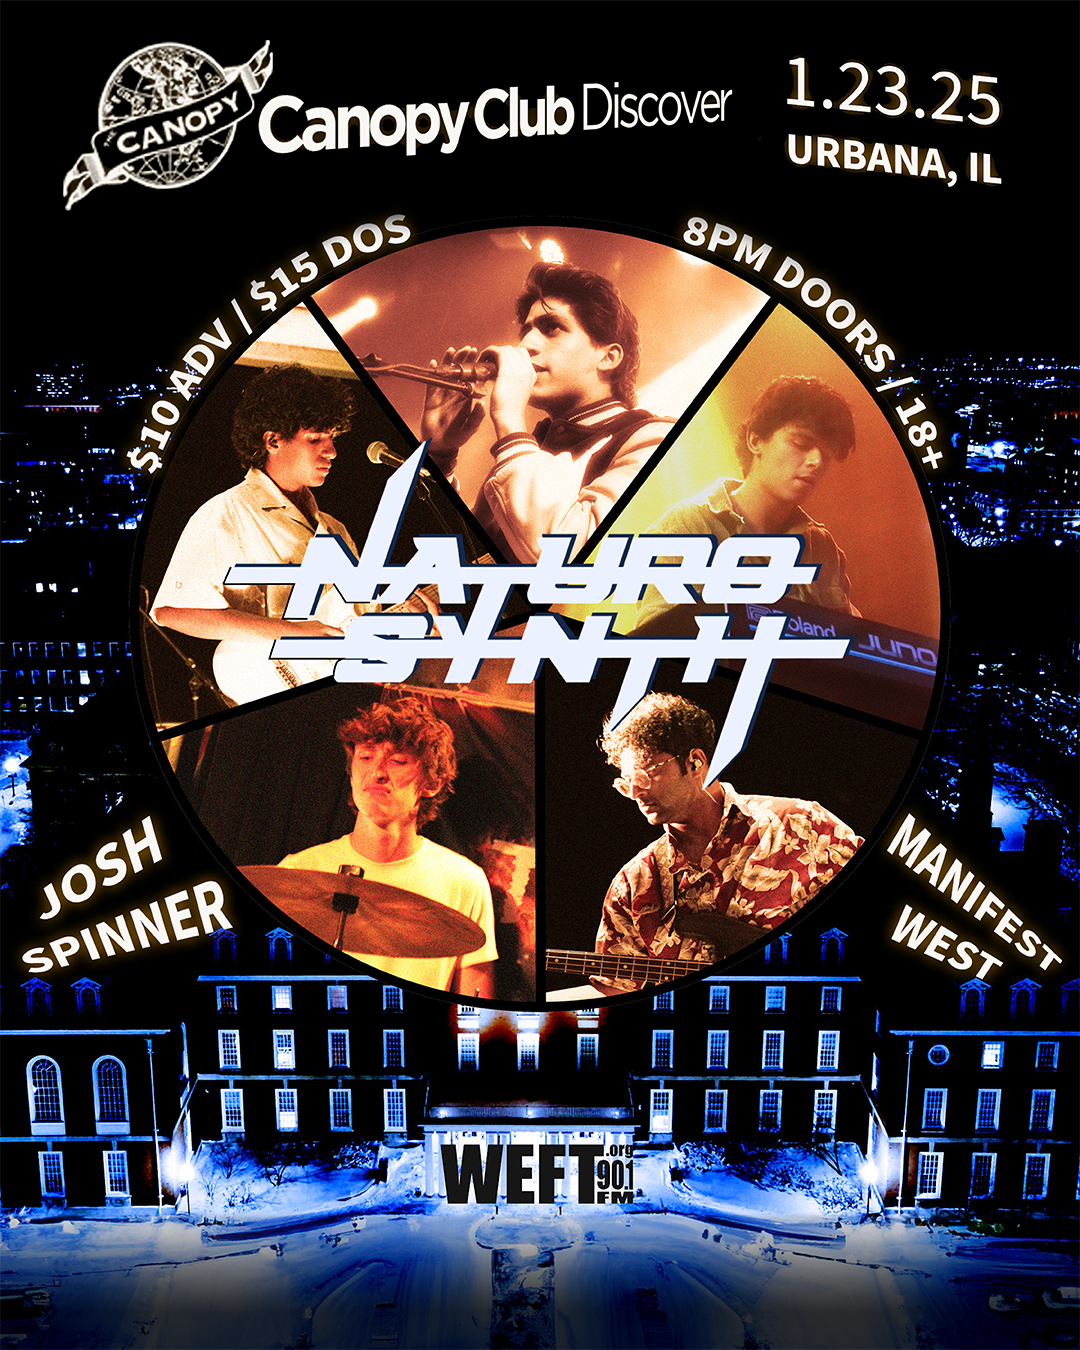 CANOPY
Canopy Club Discover
1.23.25
URBANA, IL
$10 ADV / $15 DOS
8PM DOORS / 18+
NATURO
SYNTH
Roland JUNO
JOSH
SPINNER
MANIFEST
WEST
WEFT
.org
90.1
FM